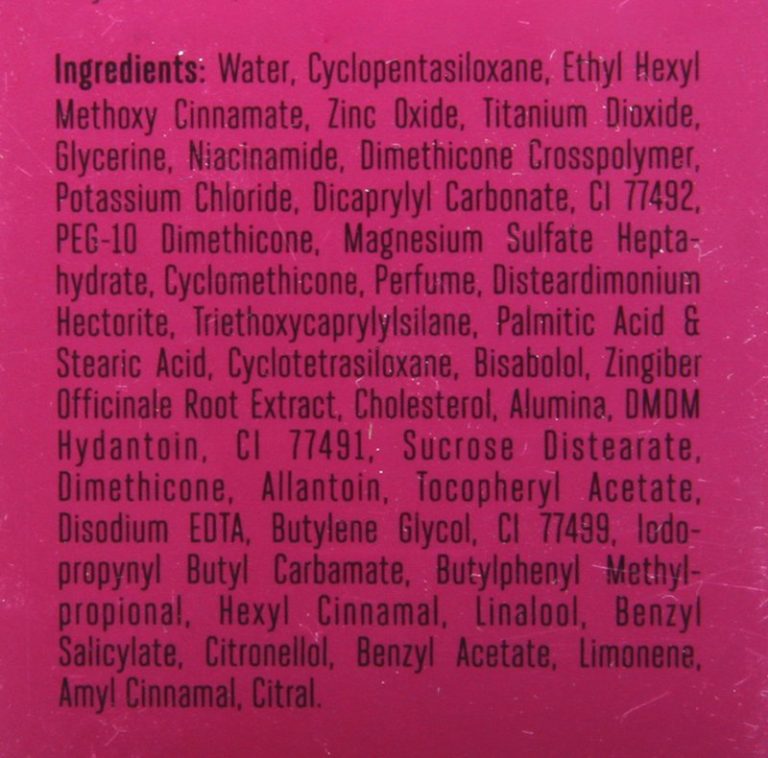 Ingredients: Water, Cyclopentasiloxane, Ethyl Hexyl
Methoxy Cinnamate, Zinc Oxide, Titanium Dioxide,
Glycerine, Niacinamide, Dimethicone Crosspolymer,
Potassium Chloride, Dicaprylyl Carbonate, CI 77492,
PEG-10 Dimethicone, Magnesium Sulfate Hepta-
hydrate, Cyclomethicone, Perfume, Disteardimonium
Hectorite, Triethoxycaprylylsilane, Palmitic Acid &
Stearic Acid, Cyclotetrasiloxane, Bisabolol, Zingiber
Officinale Root Extract, Cholesterol, Alumina, DMDM
Hydantoin, CI 77491, Sucrose Distearate,
Dimethicone, Allantoin, Tocopheryl Acetate,
Disodium EDTA, Butylene Glycol, CI 77499, Iodo-
propynyl Butyl Carbamate, Butylphenyl Methyl-
propional, Hexyl Cinnamal, Linalool, Benzyl
Salicylate, Citronellol, Benzyl Acetate, Limonene,
Amyl Cinnamal, Citral.